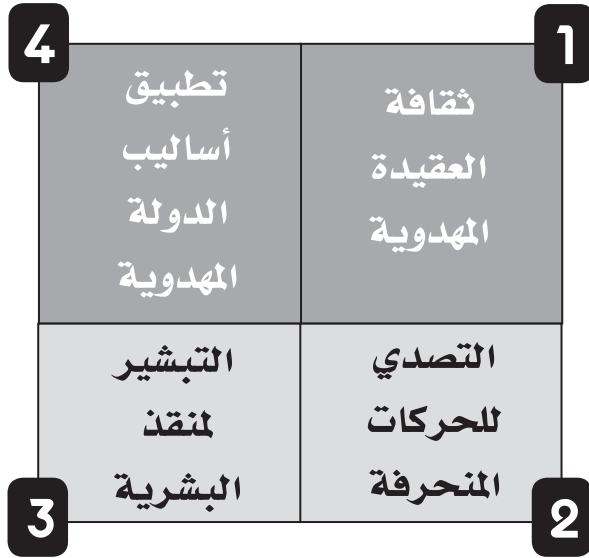 1
ثقافة
العقيدة
المهدوية
2
التصدي
للحركات
المنحرفة
3
التبشير
لمنقذ
البشرية
4
تطبيق
أساليب
الدولة
المهدوية